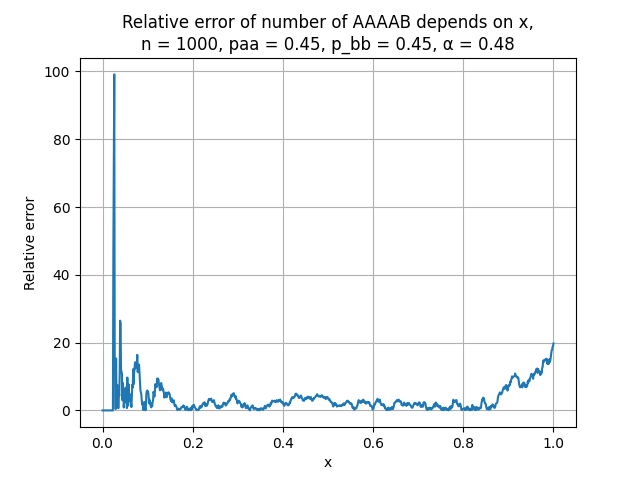 Relative error of number of AAAAB depends on x,
n = 1000, paa = 0.45, p_bb = 0.45, α = 0.48
100
80
60
40
20
0
Relative error
0.0 0.2 0.4 0.6 0.8 1.0
x